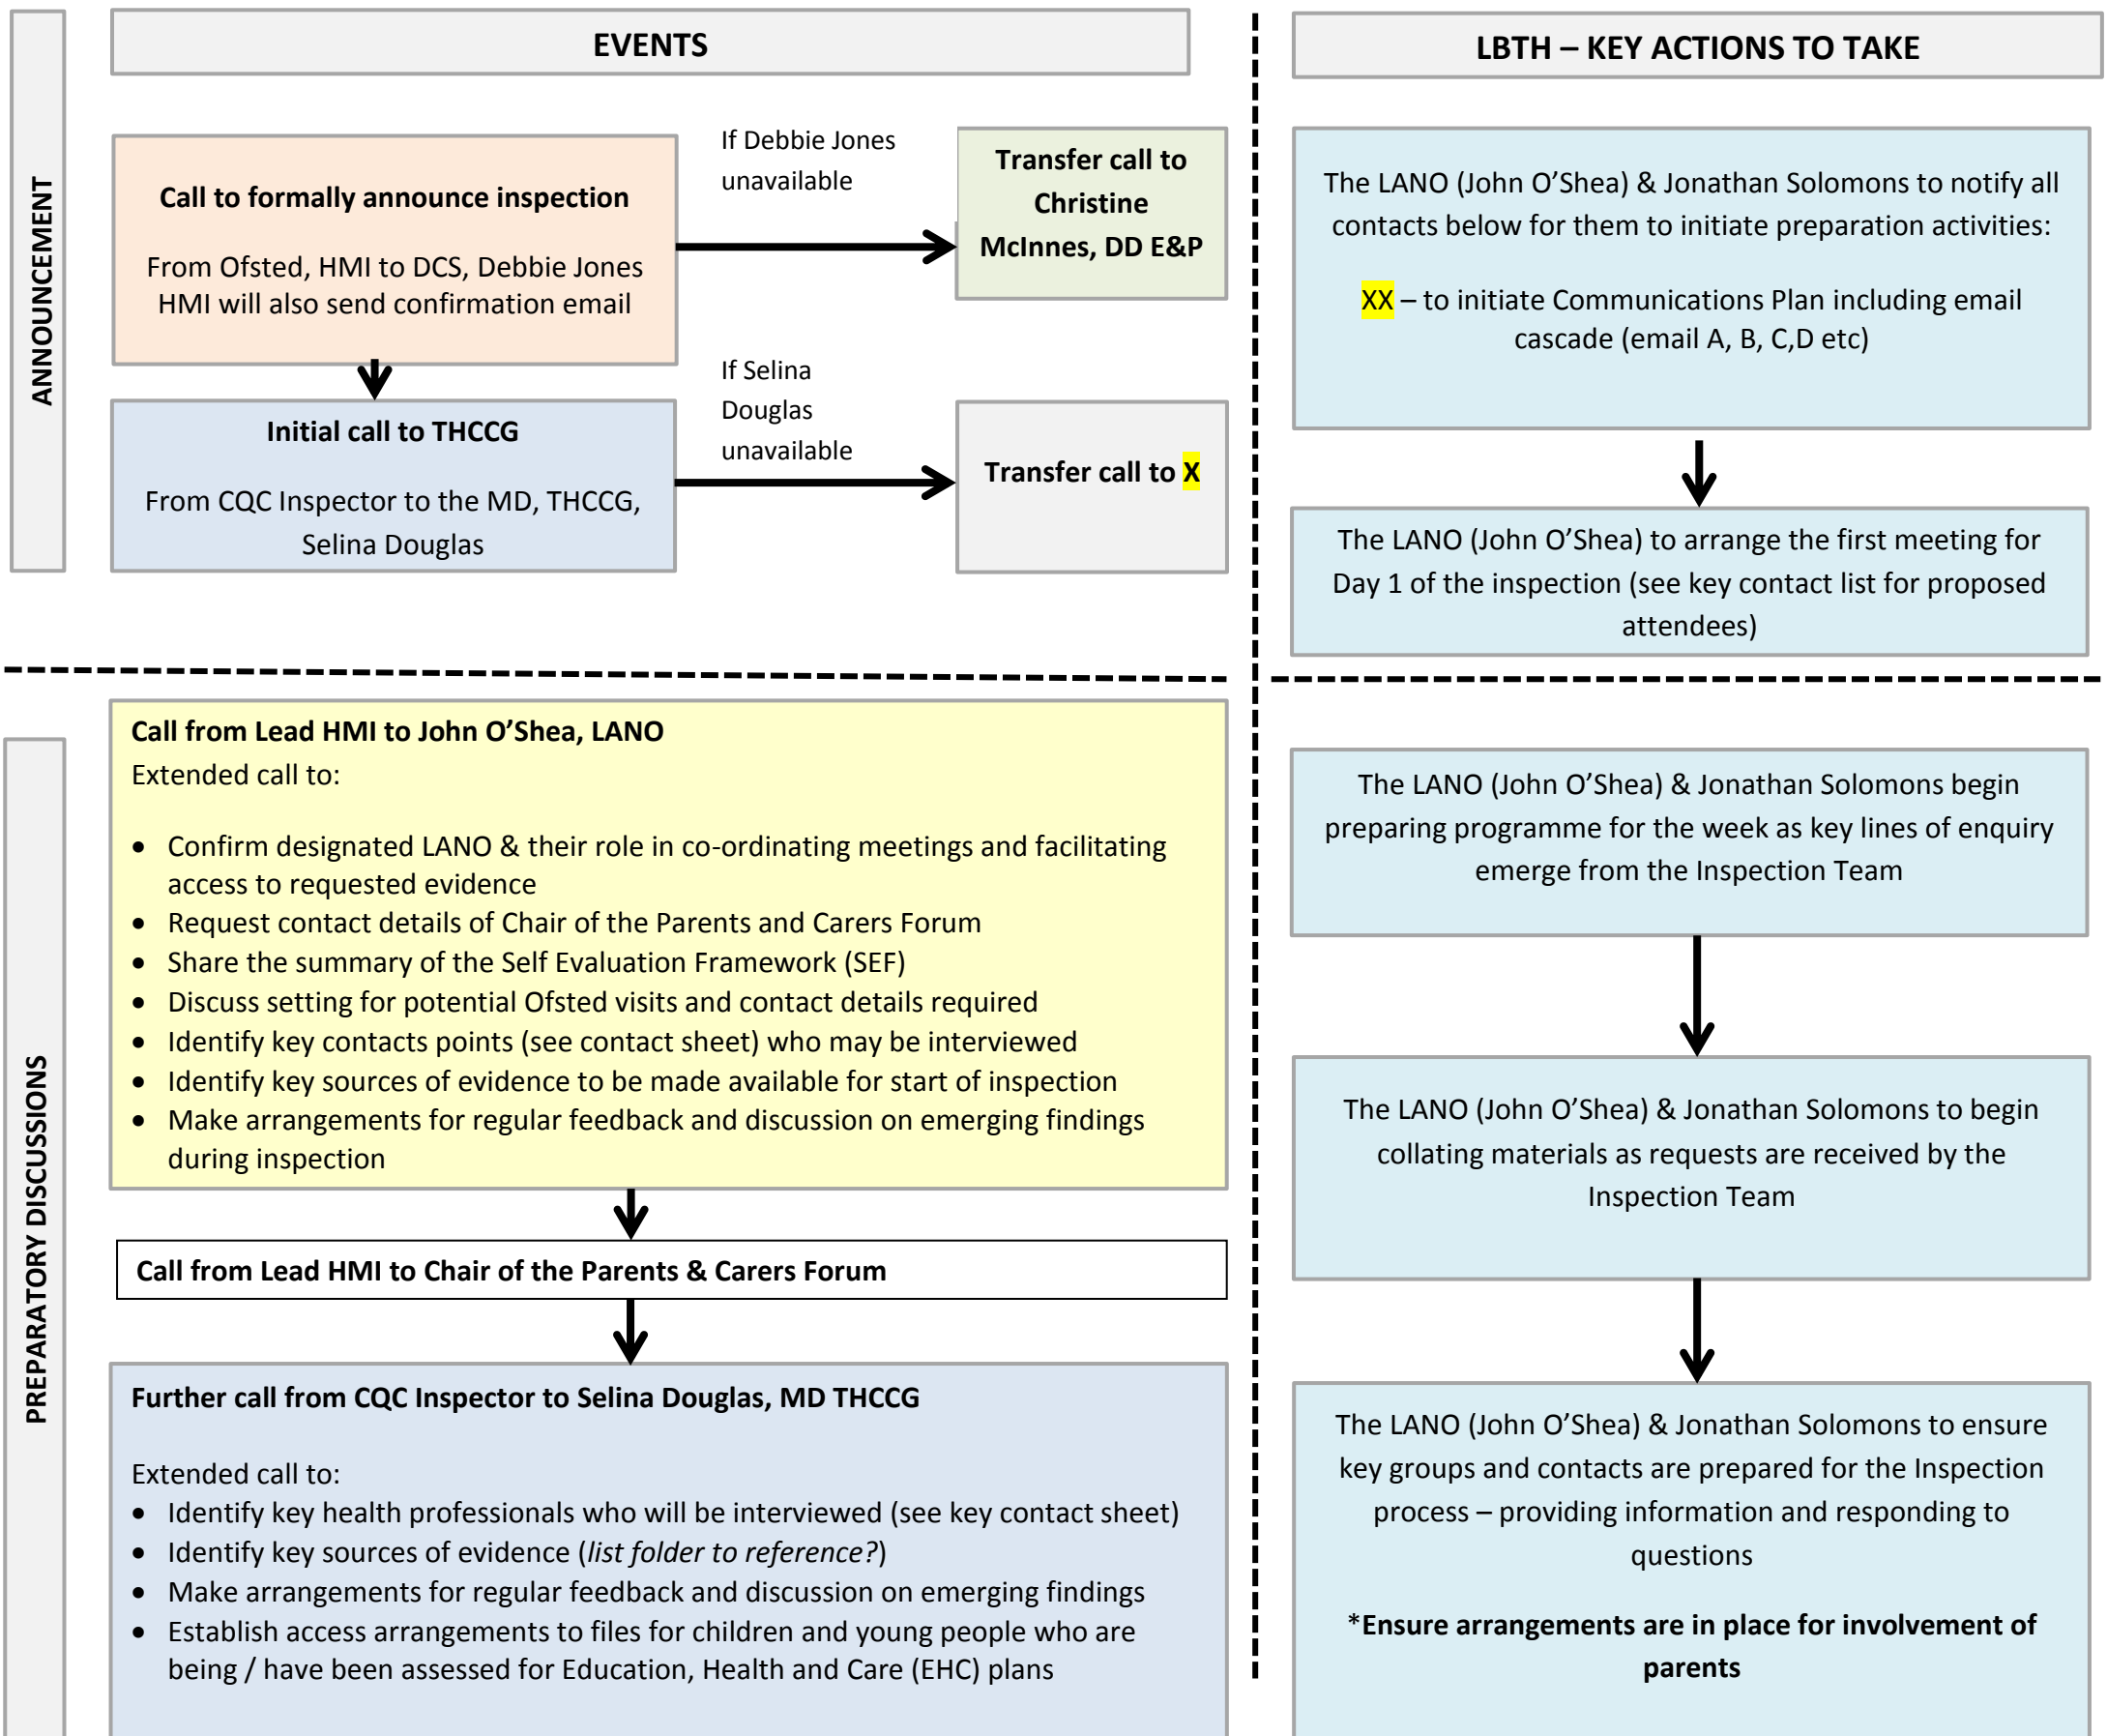 EVENTS
LBTH – KEY ACTIONS TO TAKE
ANNOUNCEMENT
Call to formally announce inspection
From Ofsted, HMI to DCS, Debbie Jones
HMI will also send confirmation email
If Debbie Jones
unavailable
Transfer call to
Christine
McInnes, DD E&P
Initial call to THCCG
From CQC Inspector to the MD, THCCG,
Selina Douglas
If Selina
Douglas
unavailable
Transfer call to X
The LANO (John O’Shea) & Jonathan Solomons to notify all
contacts below for them to initiate preparation activities:
XX – to initiate Communications Plan including email
cascade (email A, B, C,D etc)
The LANO (John O’Shea) to arrange the first meeting for
Day 1 of the inspection (see key contact list for proposed
attendees)
PREPARATORY DISCUSSIONS
Call from Lead HMI to John O’Shea, LANO
Extended call to:
• Confirm designated LANO & their role in co-ordinating meetings and facilitating
access to requested evidence
• Request contact details of Chair of the Parents and Carers Forum
• Share the summary of the Self Evaluation Framework (SEF)
• Discuss setting for potential Ofsted visits and contact details required
• Identify key contacts points (see contact sheet) who may be interviewed
• Identify key sources of evidence to be made available for start of inspection
• Make arrangements for regular feedback and discussion on emerging findings
during inspection
Call from Lead HMI to Chair of the Parents & Carers Forum
Further call from CQC Inspector to Selina Douglas, MD THCCG
Extended call to:
• Identify key health professionals who will be interviewed (see key contact sheet)
• Identify key sources of evidence (list folder to reference?)
• Make arrangements for regular feedback and discussion on emerging findings
• Establish access arrangements to files for children and young people who are
being / have been assessed for Education, Health and Care (EHC) plans
The LANO (John O’Shea) & Jonathan Solomons begin
preparing programme for the week as key lines of enquiry
emerge from the Inspection Team
The LANO (John O’Shea) & Jonathan Solomons to begin
collating materials as requests are received by the
Inspection Team
The LANO (John O’Shea) & Jonathan Solomons to ensure
key groups and contacts are prepared for the Inspection
process – providing information and responding to
questions
*Ensure arrangements are in place for involvement of
parents